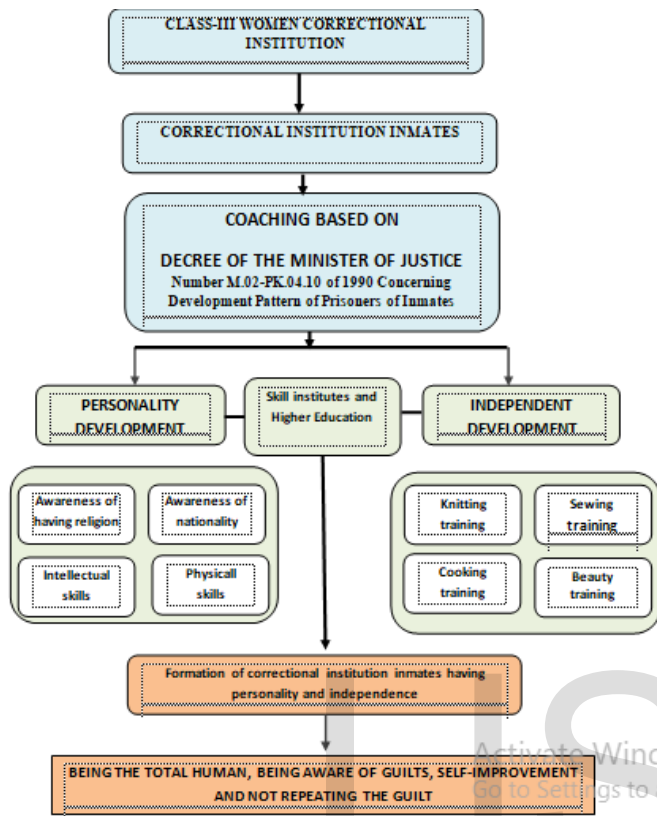 CLASS-III WOMEN CORRECTIONAL
INSTITUTION
CORRECTIONAL INSTITUTION INMATES
COACHING BASED ON
DECREE OF THE MINISTER OF JUSTICE
Number M.02-PK.04.10 of 1990 Concerning
Development Pattern of Prisoners of Inmates
PERSONALITY
DEVELOPMENT
Skill institutes and
Higher Education
INDEPENDENT
DEVELOPMENT
Awareness of
having religion
Awareness of
nationality
Intellectual
skills
Physicall
skills
Knitting
training
Sewing
training
Cooking
training
Beauty
training
Formation of correctional institution inmates having
personality and independence
BEING THE TOTAL HUMAN, BEING AWARE OF GUILTS, SELF-IMPROVEMENT
AND NOT REPEATING THE GUILT
Activate Wind
Go to Settings to